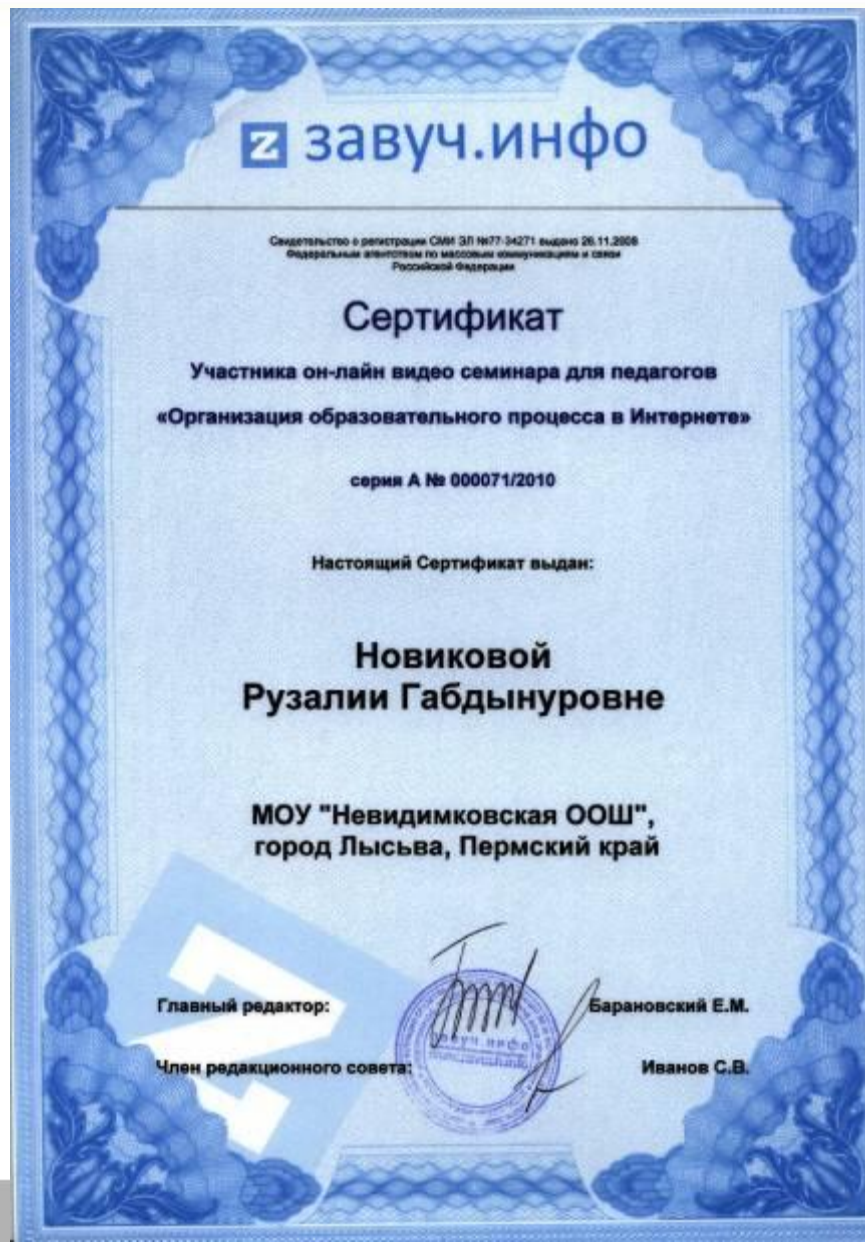 z завуч.инфо
Свидетельство о регистрации СМИ ЭЛ №77-34271 выдано 26.11.2008
Федеральным агентством по массовым коммуникациям и связи
Российской Федерации
Сертификат
Участника он-лайн видео семинара для педагогов
«Организация образовательного процесса в Интернете»
серия А № 000071/2010
Настоящий Сертификат выдан:
Новиковой
Рузалии Габдынуровне
МОУ "Невидимковская ООШ",
город Лысьва, Пермский край
Главный редактор: Барановский Е.М.
завуч.инфо
Член редакционного совета: Иванов С.В.